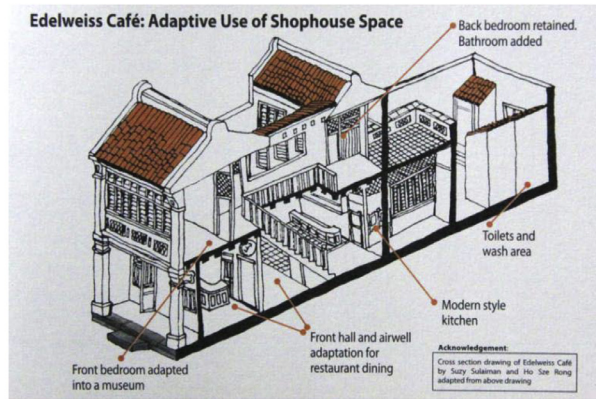 Edelweiss Café: Adaptive Use of Shophouse Space
Back bedroom retained.
Bathroom added
Toilets and
wash area
Modern style
kitchen
Front hall and airwell
adaptation for
restaurant dining
Front bedroom adapted
into a museum
Acknowledgement:
Cross section drawing of Edelweiss Café
by Suzy Sulaiman and Ho Sze Rong
adapted from above drawing